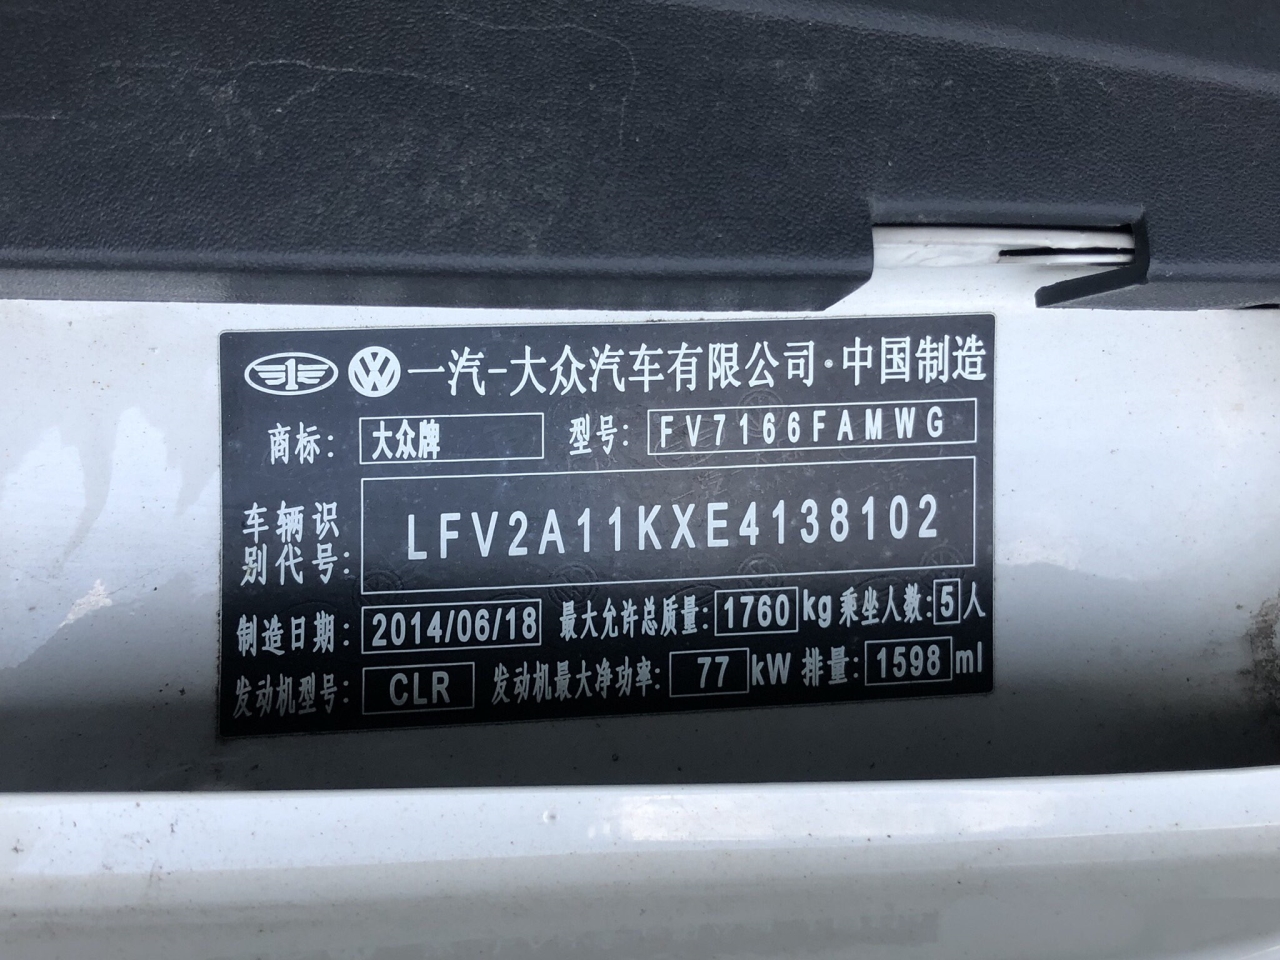 一汽-大众汽车有限公司·中国制造
商标: 大众牌 型号: FV7166FAMWG
车辆识别代号: LFV2A11KXE4138102
制造日期: 2014/06/18 最大允许总质量: 1760 kg 乘坐人数: 5 人
发动机型号: CLR 发动机最大净功率: 77 kW 排量: 1598 ml